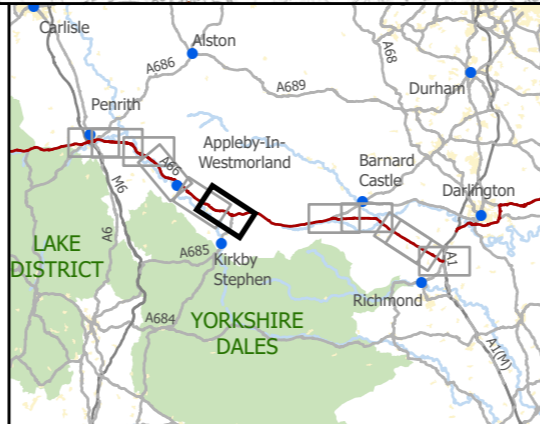 Carlisle
Alston
A68
A686
A689
Durham
Penrith
Appleby-In-
Westmorland
Barnard
Castle
A66
Darlington
M6
LAKE
DISTRICT
A6
A685
Kirkby
Stephen
A1
Richmond
A684
YORKSHIRE
DALES
A1(M)